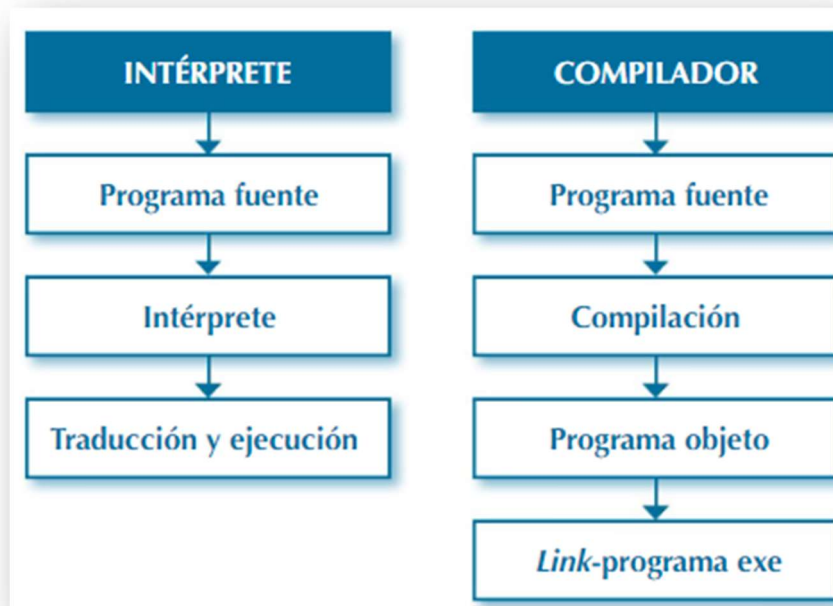 INTÉRPRETE
Programa fuente
Intérprete
Traducción y ejecución
COMPILADOR
Programa fuente
Compilación
Programa objeto
Link-programa exe